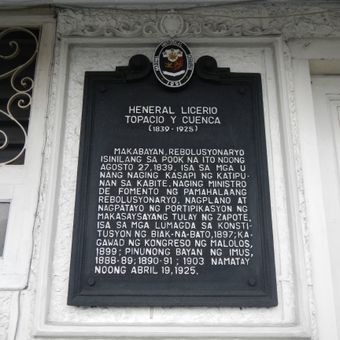 HENERAL LICERIO
TOPACIO Y CUENCA
(1839-1925)
MAKABAYAN, REBOLUSYONARYO
ISINILANG SA POOK NA ITO NOONG
AGOSTO 27, 1839. ISA SA MGA U
NANG NAGING KASAPI NG KATIPU-
NAN SA KABITE, NAGING MINISTRO
DE FOMENTO NG PAMAHALAANG
REBOLUSYONARYO, NAGPLANO AT
NAGPATAYO NG PORTIPIKASYON NG
MAKASAYSAYANG TULAY NG ZAPOTE,
ISA SA MGA LUMAGDA SA KONSTI-
TUSYON NG BIAK-NA-BATO, 1897; KA-
GAWAD NG KONGRESO NG MALOLOS,
1899; PINUNONG BAYAN NG IMUS,
1888-89; 1890-91; 1903 NAMATAY
NOONG ABRIL 19, 1925.